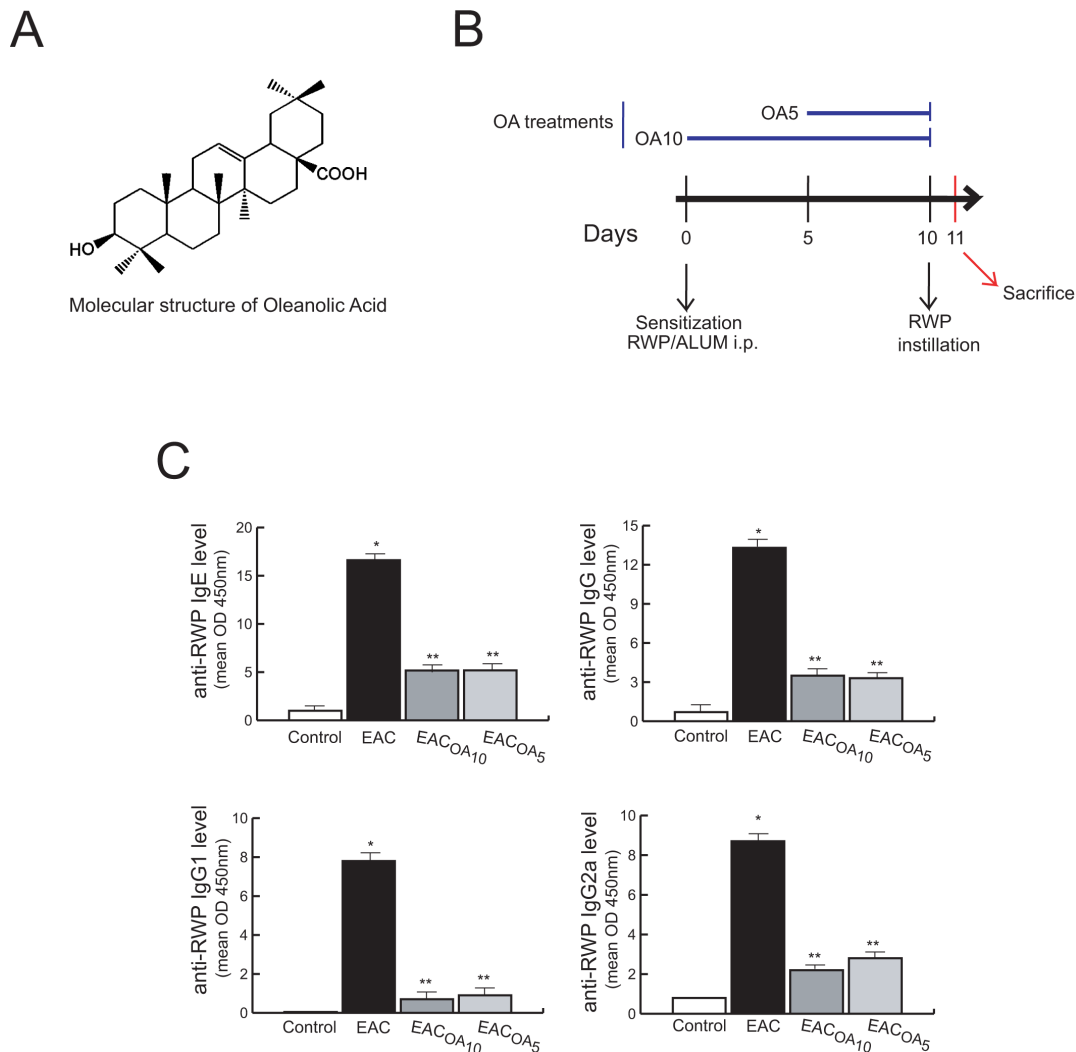 A
COOH
HO
Molecular structure of Oleanolic Acid
B
OA treatments
OA5
OA10
Days
0
5
10
11
Sacrifice
Sensitization
RWP/ALUM i.p.
RWP
instillation
C
anti-RWP IgE level
(mean OD 450nm)
20
15
10
5
0
*
**
**
Control
EAC
EACOA10
EACOA5
anti-RWP IgG level
(mean OD 450nm)
15
12
9
6
3
0
*
**
**
Control
EAC
EACOA10
EACOA5
anti-RWP IgG1 level
(mean OD 450nm)
10
8
6
4
2
0
*
**
**
Control
EAC
EACOA10
EACOA5
anti-RWP IgG2a level
(mean OD 450nm)
10
8
6
4
2
0
*
**
**
Control
EAC
EACOA10
EACOA5